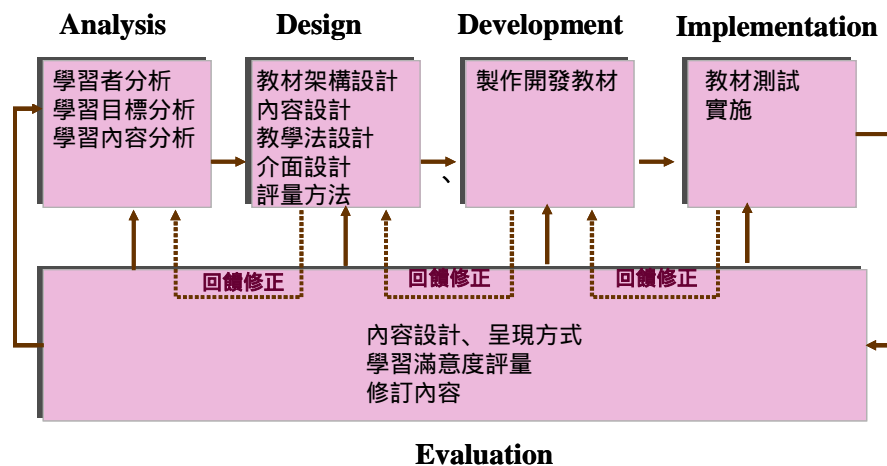 Analysis
Design
Development
Implementation
學習者分析
學習目標分析
學習內容分析
教材架構設計
內容設計
教學法設計
介面設計
評量方法
、
製作開發教材
教材測試
實施
回饋修正
回饋修正
回饋修正
內容設計、呈現方式
學習滿意度評量
修訂內容
Evaluation